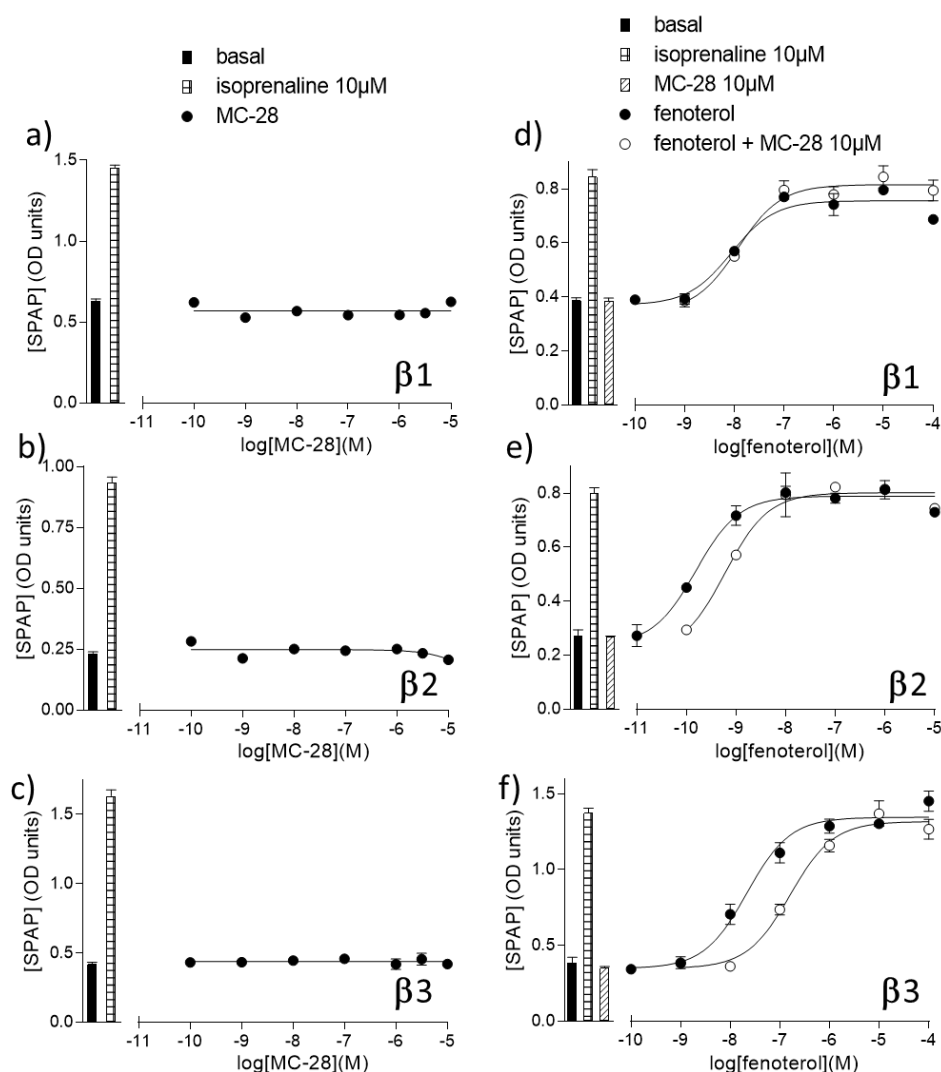 basal
isoprenaline 10μM
MC-28
a)
[SPAP] (OD units)
1.5
1.0
0.5
0.0
β1
-11 -10 -9 -8 -7 -6 -5
log[MC-28](M)
b)
[SPAP] (OD units)
1.00
0.75
0.50
0.25
0.00
β2
-11 -10 -9 -8 -7 -6 -5
log[MC-28](M)
c)
[SPAP] (OD units)
1.5
1.0
0.5
0.0
β3
-11 -10 -9 -8 -7 -6 -5
log[MC-28](M)
basal
isoprenaline 10μM
MC-28 10μM
fenoterol
fenoterol + MC-28 10μM
d)
[SPAP] (OD units)
0.8
0.6
0.4
0.2
0.0
β1
-10 -9 -8 -7 -6 -5 -4
log[fenoterol](M)
e)
[SPAP] (OD units)
0.8
0.6
0.4
0.2
0.0
β2
-11 -10 -9 -8 -7 -6 -5
log[fenoterol](M)
f)
[SPAP] (OD units)
1.5
1.0
0.5
0.0
β3
-10 -9 -8 -7 -6 -5 -4
log[fenoterol](M)